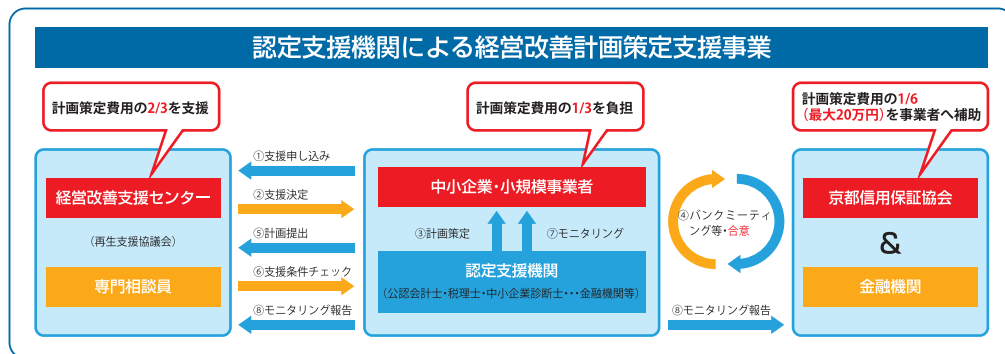 認定支援機関による経営改善計画策定支援事業
計画策定費用の2/3を支援
計画策定費用の1/3を負担
計画策定費用の1/6
(最大20万円)を事業者へ補助
経営改善支援センター
(再生支援協議会)
専門相談員
①支援申し込み
②支援決定
⑤計画提出
⑥支援条件チェック
⑧モニタリング報告
中小企業・小規模事業者
③計画策定
⑦モニタリング
認定支援機関
(公認会計士・税理士・中小企業診断士・・・金融機関等)
④バンクミーティ
ング等・合意
⑧モニタリング報告
京都信用保証協会
&
金融機関